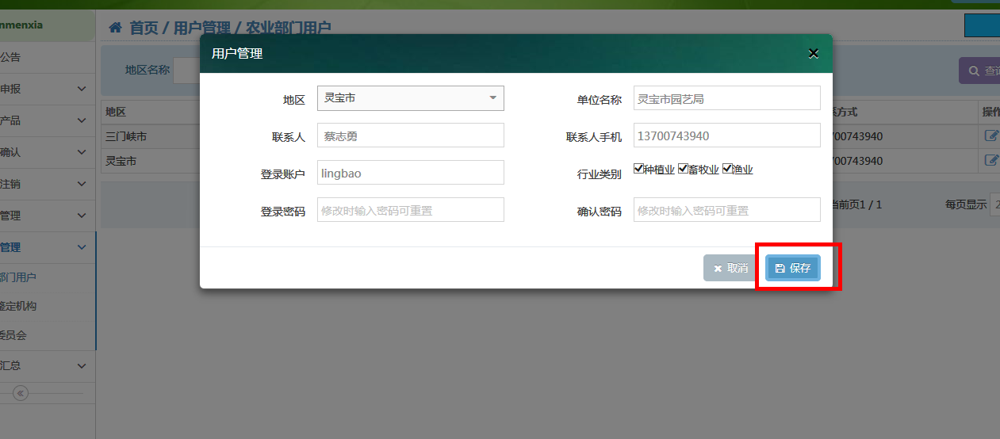 nmenxia
首页 / 用户管理 / 农业部门用户
公告
申报
产品
确认
注销
管理
管理
部门用户
鉴定机构
委员会
汇总
地区名称
查询
地区
系方式
操作
三门峡市
700743940
灵宝市
700743940
当前页1 / 1
每页显示 2
用户管理
地区 灵宝市
单位名称 灵宝市园艺局
联系人 蔡志勇
联系人手机 13700743940
登录账户 lingbao
行业类别 种植业 畜牧业 渔业
登录密码 修改时输入密码可重置
确认密码 修改时输入密码可重置
取消
保存